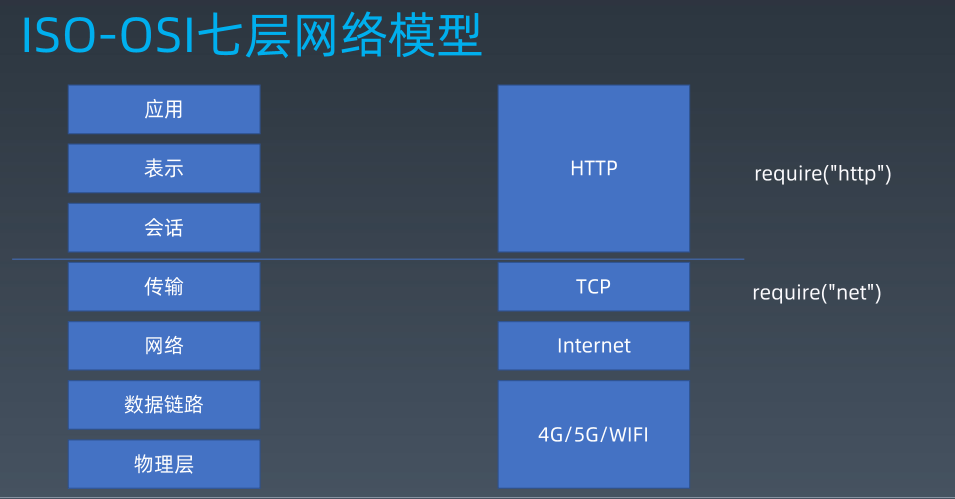 ISO-OSI七层网络模型
应用
表示
会话
传输
网络
数据链路
物理层
HTTP
TCP
Internet
4G/5G/WIFI
require("http")
require("net")